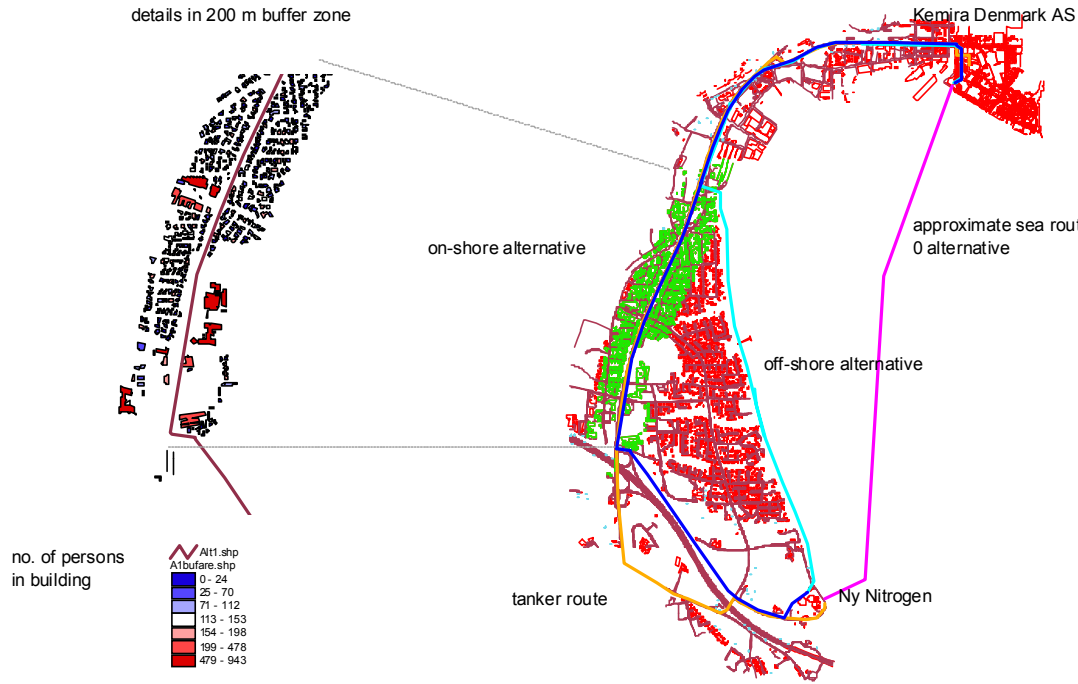 details in 200 m buffer zone
Kemira Denmark AS
on-shore alternative
approximate sea rout
0 alternative
off-shore alternative
no. of persons
in building
Alt1.shp
A1bufare.shp
0 - 24
25 - 70
71 - 112
113 - 153
154 - 198
199 - 478
479 - 943
tanker route
Ny Nitrogen